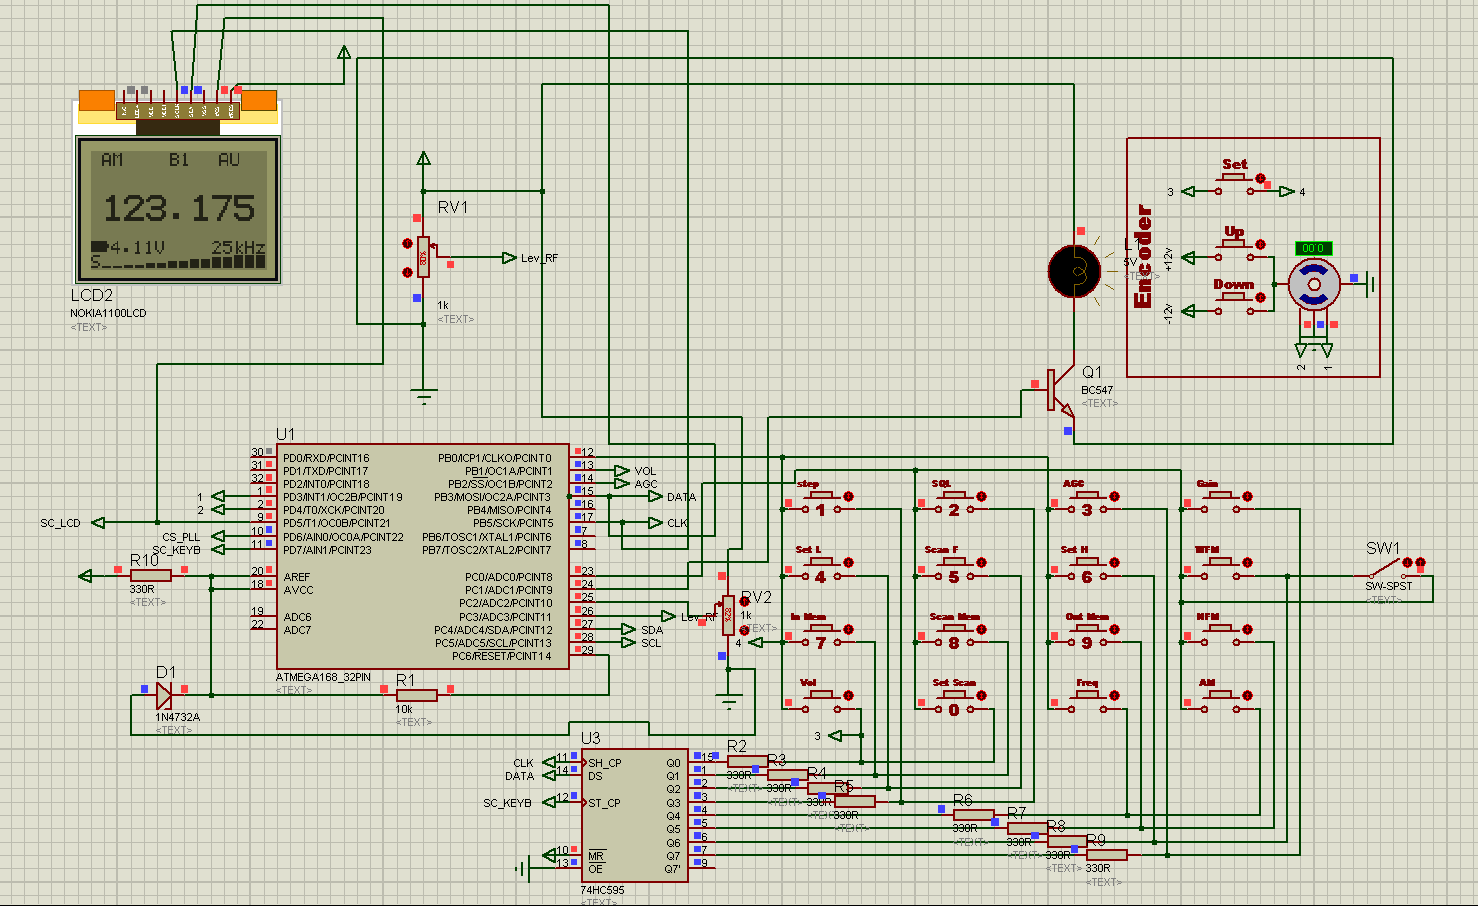 AM B1 AU
123.175
4.11V 25kHz
S
LCD2
NOKIA1100LCD
<TEXT>
RV1
80%
Lev_RF
1k
<TEXT>
L1
5V
<TEXT>
Encoder
Set
3 4
Up
+12v
Down
-12v
00.0
2 1
Q1
BC547
<TEXT>
U1
30 PD0/RXD/PCINT16
31 PD1/TXD/PCINT17
32 PD2/INT0/PCINT18
1 1 PD3/INT1/OC2B/PCINT19
2 2 PD4/T0/XCK/PCINT20
SC_LCD 9 PD5/T1/OC0B/PCINT21
CS_PLL 10 PD6/AIN0/OC0A/PCINT22
SC_KEYB 11 PD7/AIN1/PCINT23
20 AREF
18 AVCC
19 ADC6
22 ADC7
PB0/ICP1/CLKO/PCINT0 12
PB1/OC1A/PCINT1 13 VOL
PB2/SS/OC1B/PCINT2 14 AGC
PB3/MOSI/OC2A/PCINT3 15 DATA
PB4/MISO/PCINT4 16
PB5/SCK/PCINT5 17 CLK
PB6/TOSC1/XTAL1/PCINT6 7
PB7/TOSC2/XTAL2/PCINT7 8
PC0/ADC0/PCINT8 23
PC1/ADC1/PCINT9 24
PC2/ADC2/PCINT10 25
PC3/ADC3/PCINT11 26 Lev_RF
PC4/ADC4/SDA/PCINT12 27 SDA
PC5/ADC5/SCL/PCINT13 28 SCL
PC6/RESET/PCINT14 29
ATMEGA168_32PIN
<TEXT>
R10
330R
<TEXT>
D1
1N4732A
<TEXT>
R1
10k
<TEXT>
RV2
82%
1k
<TEXT>
4
step SQL AGC Gain
1 2 3
Set L Scan F Set H WFM
4 5 6
In Mem Scan Mem Out Mem NFM
7 8 9
Vol Set Scan Freq AM
0
3
SW1
SW-SPST
<TEXT>
U3
CLK 11 SH_CP
DATA 14 DS
SC_KEYB 12 ST_CP
10 MR
13 OE
Q0 15
Q1 1
Q2 2
Q3 3
Q4 4
Q5 5
Q6 6
Q7 7
Q7' 9
74HC595
<TEXT>
R2
330R
<TEXT>
R3
330R
<TEXT>
R4
330R
<TEXT>
R5
330R
<TEXT>
R6
330R
<TEXT>
R7
330R
<TEXT>
R8
330R
<TEXT>
R9
330R
<TEXT>